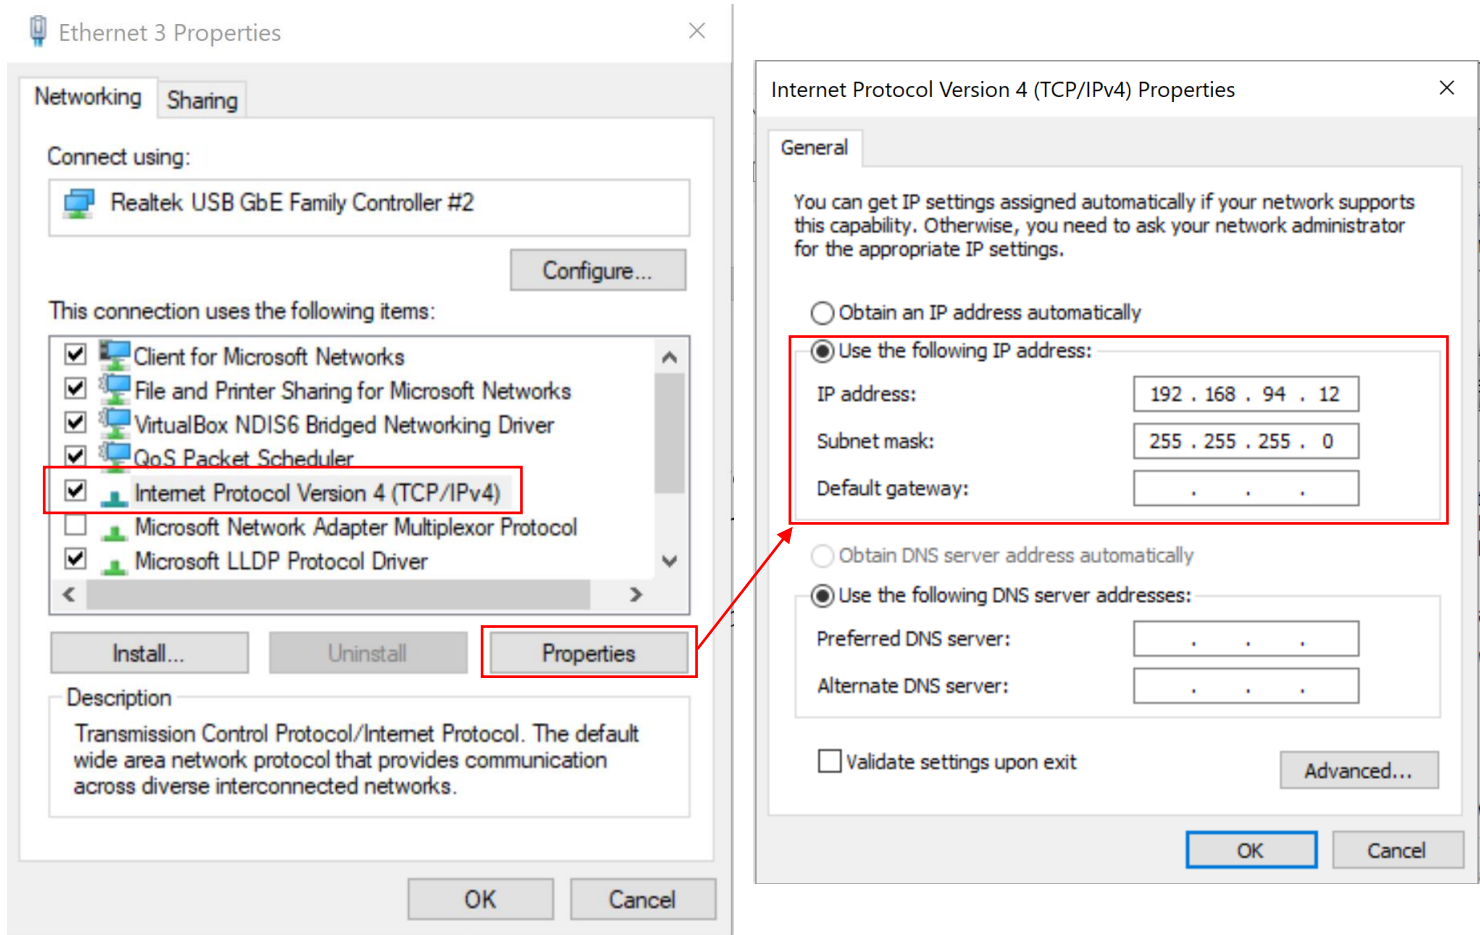 Ethernet 3 Properties
Networking
Sharing
Connect using:
Realtek USB GbE Family Controller #2
Configure...
This connection uses the following items:
Client for Microsoft Networks
File and Printer Sharing for Microsoft Networks
VirtualBox NDIS6 Bridged Networking Driver
QoS Packet Scheduler
Internet Protocol Version 4 (TCP/IPv4)
Microsoft Network Adapter Multiplexor Protocol
Microsoft LLDP Protocol Driver
Install...
Uninstall
Properties
Description
Transmission Control Protocol/Internet Protocol. The default
wide area network protocol that provides communication
across diverse interconnected networks.
OK
Cancel
Internet Protocol Version 4 (TCP/IPv4) Properties
General
You can get IP settings assigned automatically if your network supports
this capability. Otherwise, you need to ask your network administrator
for the appropriate IP settings.
Obtain an IP address automatically
Use the following IP address:
IP address: 192 . 168 . 94 . 12
Subnet mask: 255 . 255 . 255 . 0
Default gateway: . . .
Obtain DNS server address automatically
Use the following DNS server addresses:
Preferred DNS server: . . .
Alternate DNS server: . . .
Validate settings upon exit
Advanced...
OK
Cancel